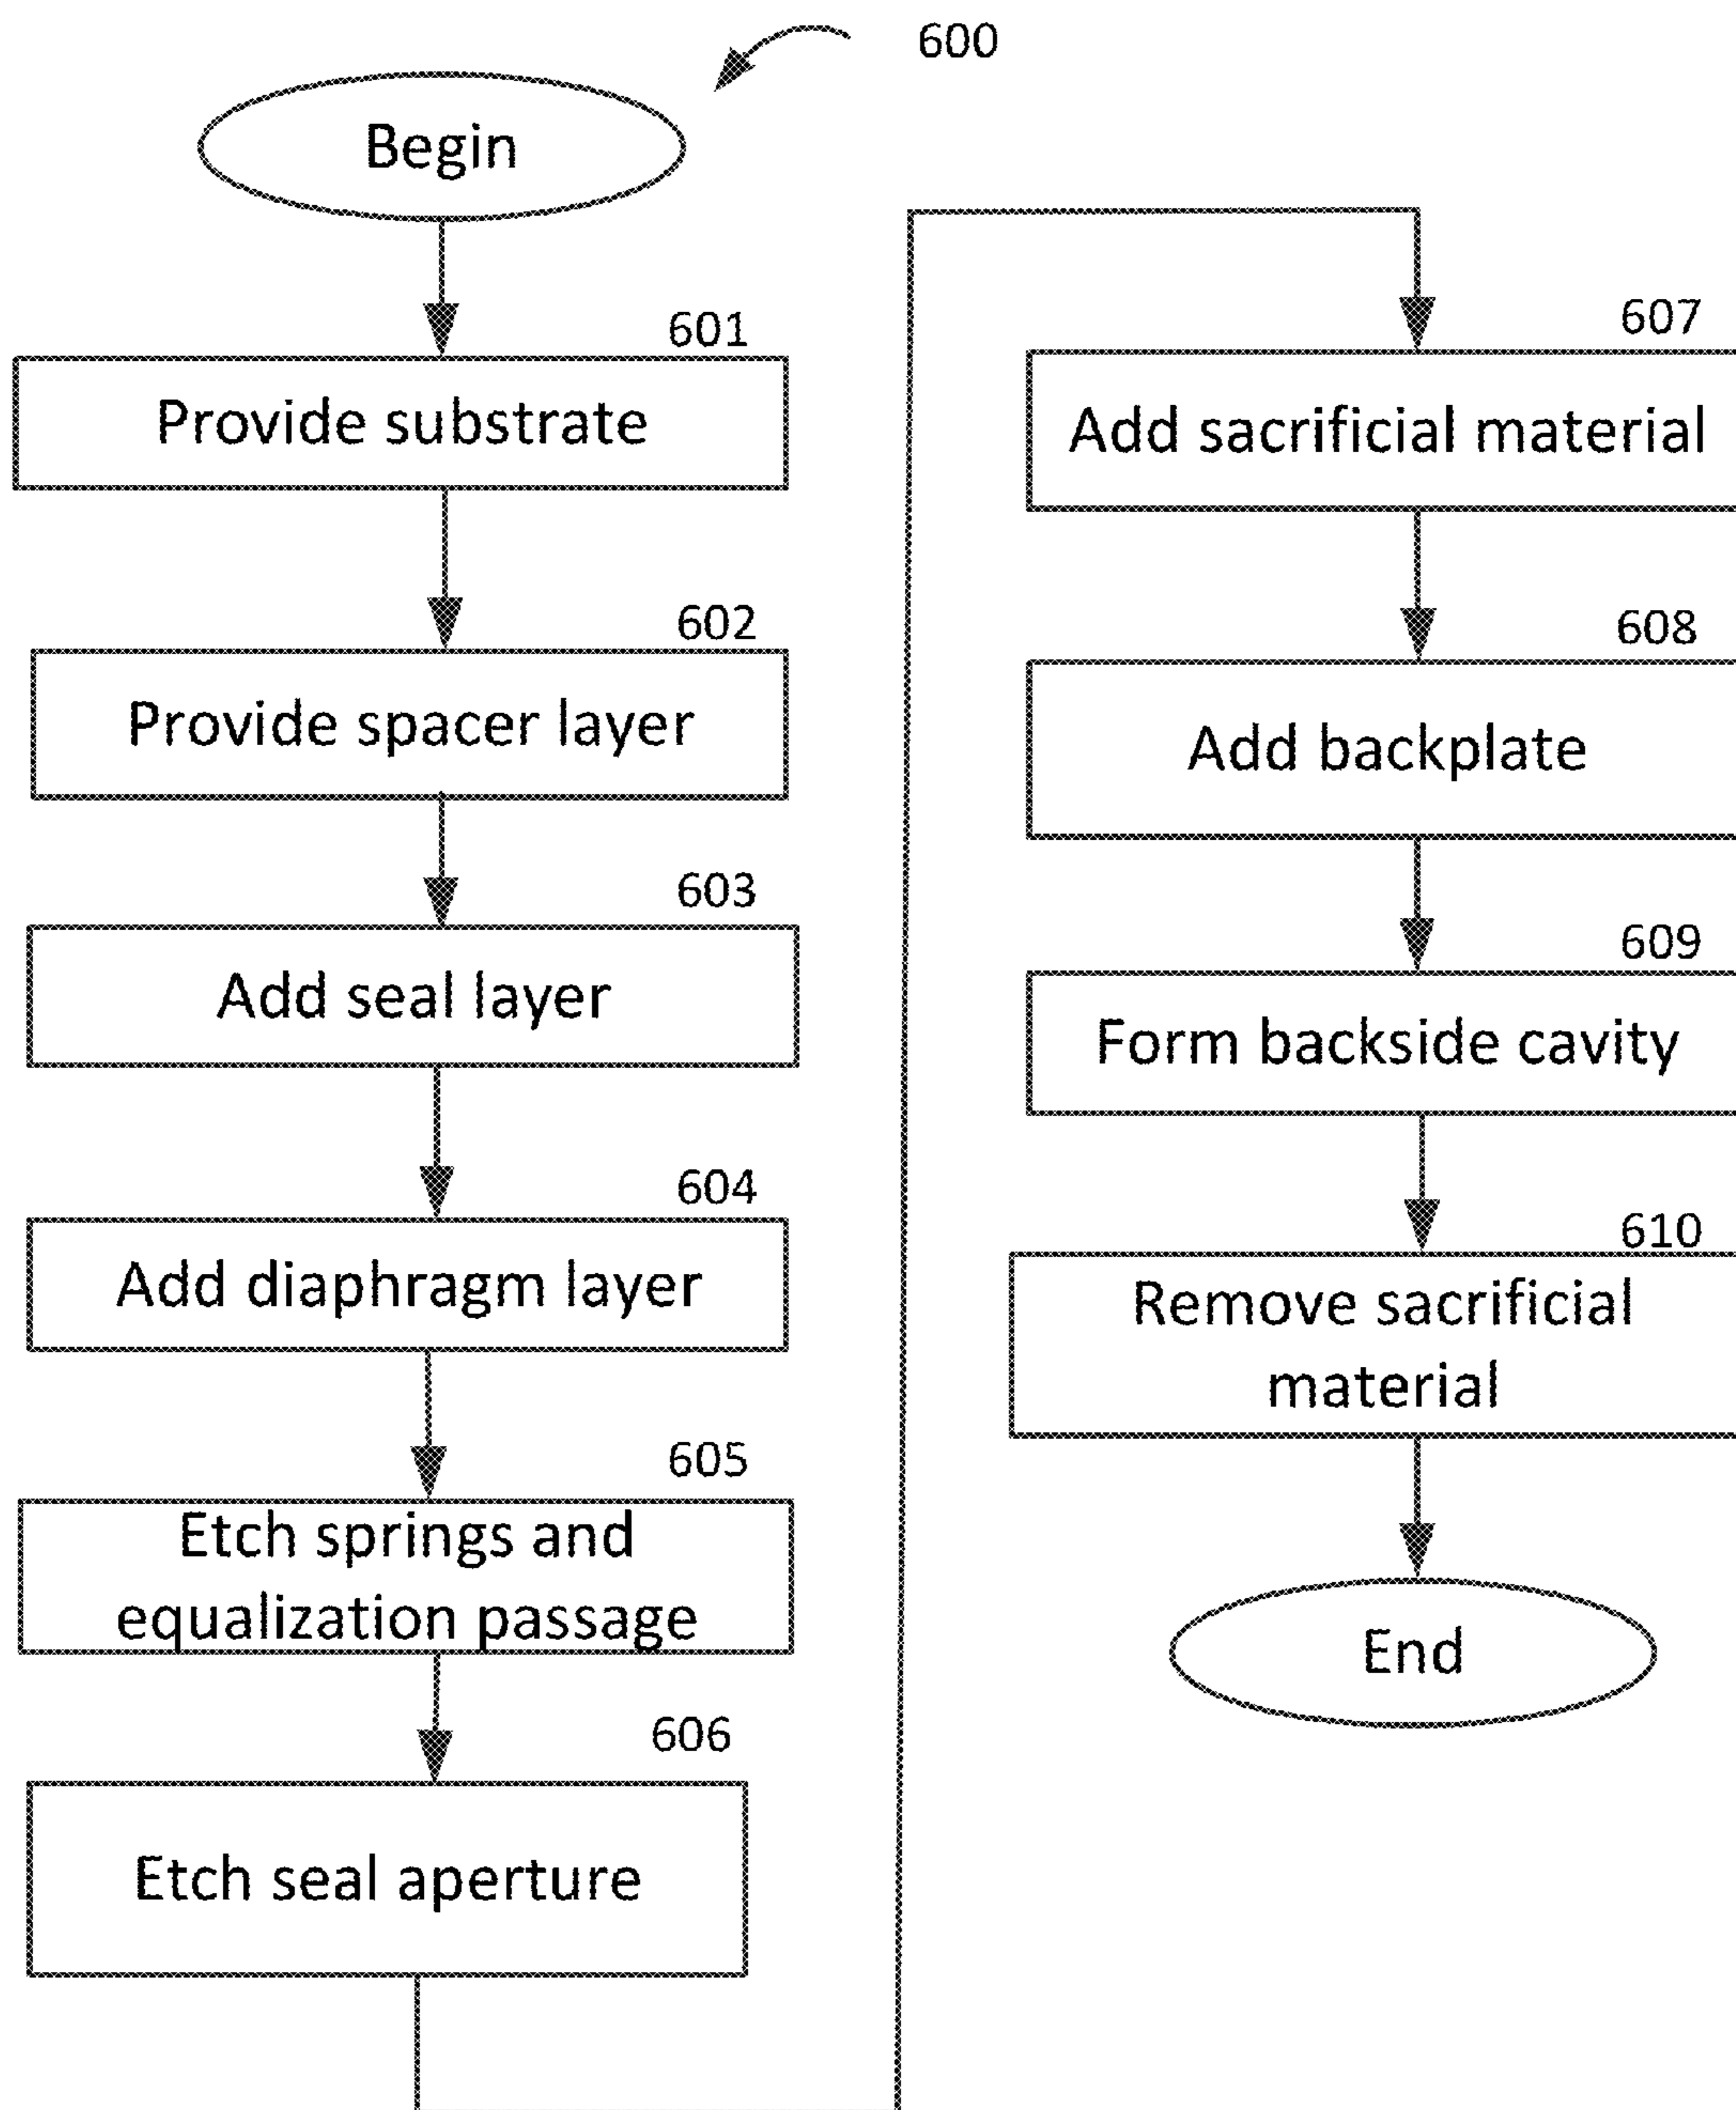 600
Begin
601
Provide substrate
602
Provide spacer layer
603
Add seal layer
604
Add diaphragm layer
605
Etch springs and
equalization passage
606
Etch seal aperture
607
Add sacrificial material
608
Add backplate
609
Form backside cavity
610
Remove sacrificial
material
End